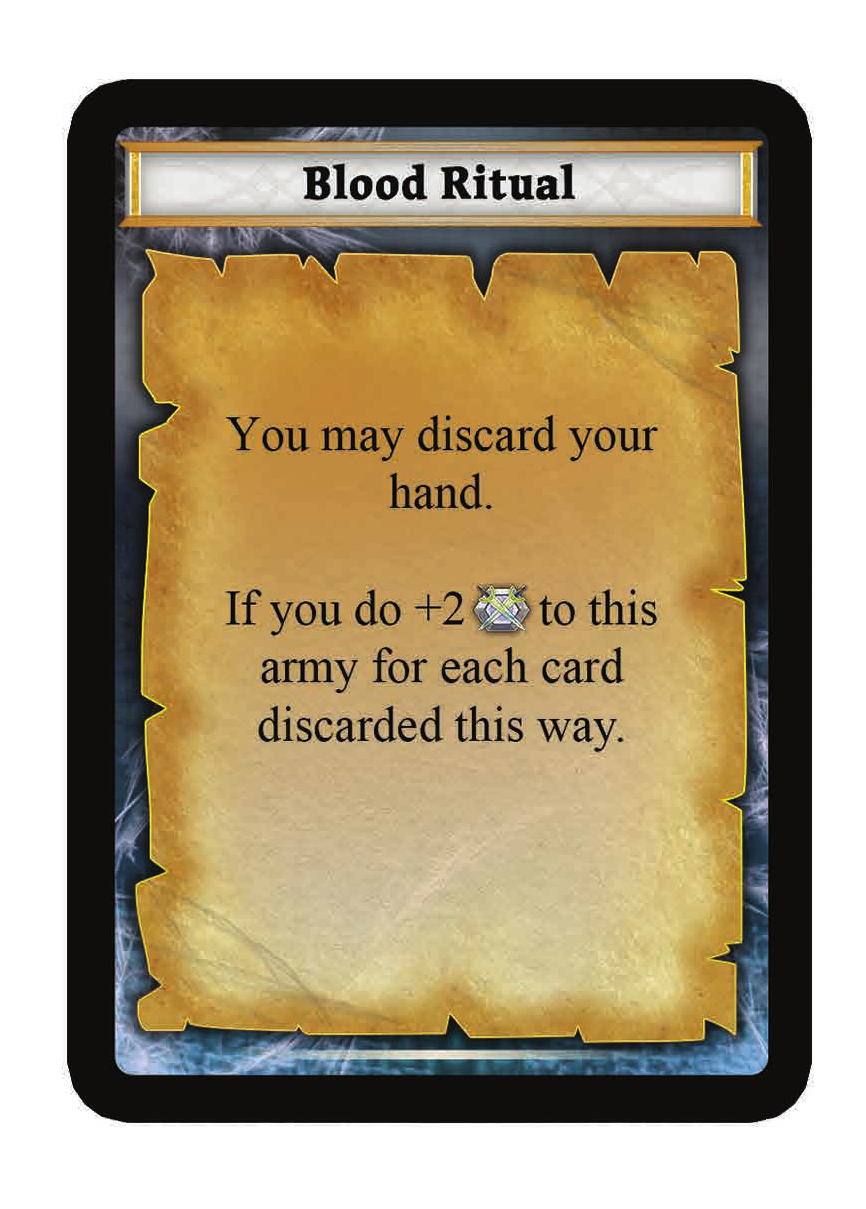 Blood Ritual
You may discard your
hand.
If you do +2 to this
army for each card
discarded this way.